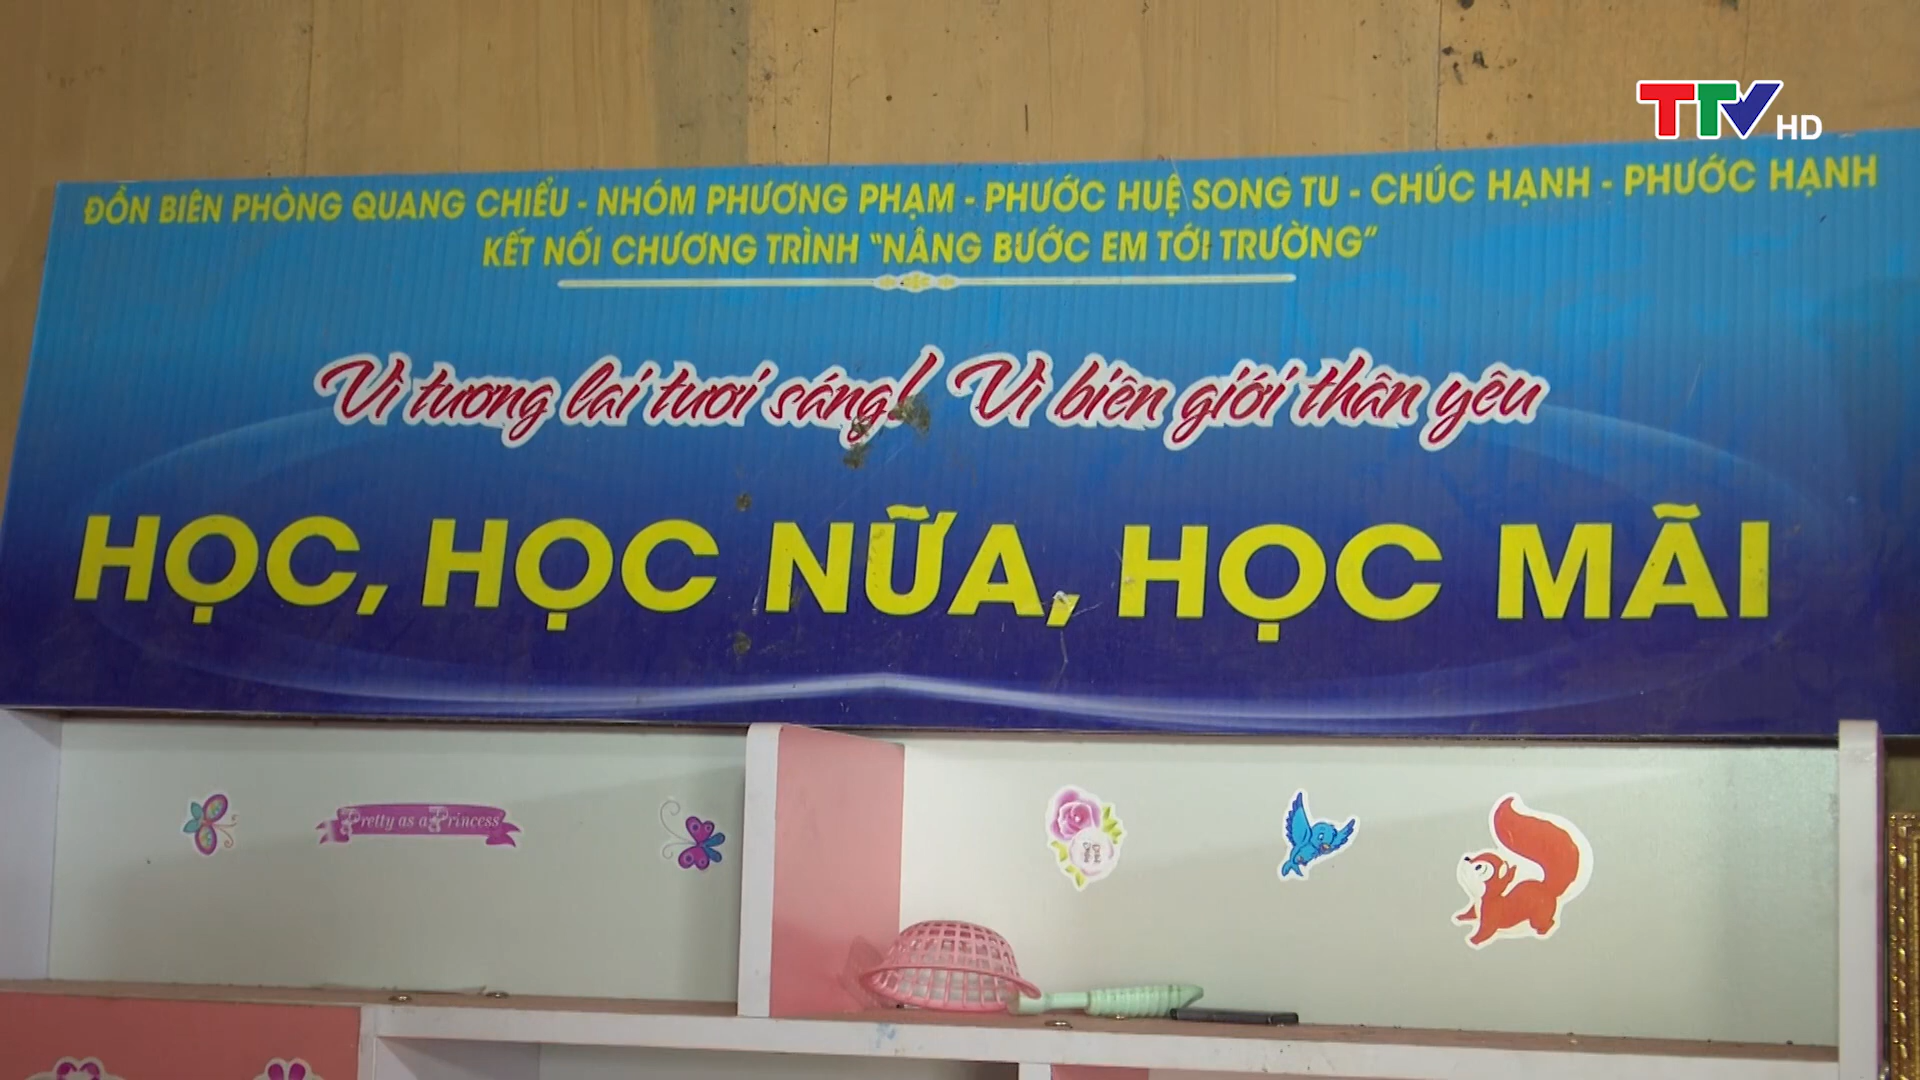 TTV HD
ĐỒN BIÊN PHÒNG QUANG CHIỂU - NHÓM PHƯƠNG PHẠM - PHƯỚC HUỆ SONG TU - CHÚC HẠNH - PHƯỚC HẠNH
KẾT NỐI CHƯƠNG TRÌNH “NÂNG BƯỚC EM TỚI TRƯỜNG”
Vì tương lai tươi sáng! Vì biên giới thân yêu
HỌC, HỌC NỮA, HỌC MÃI
Pretty as a Princess